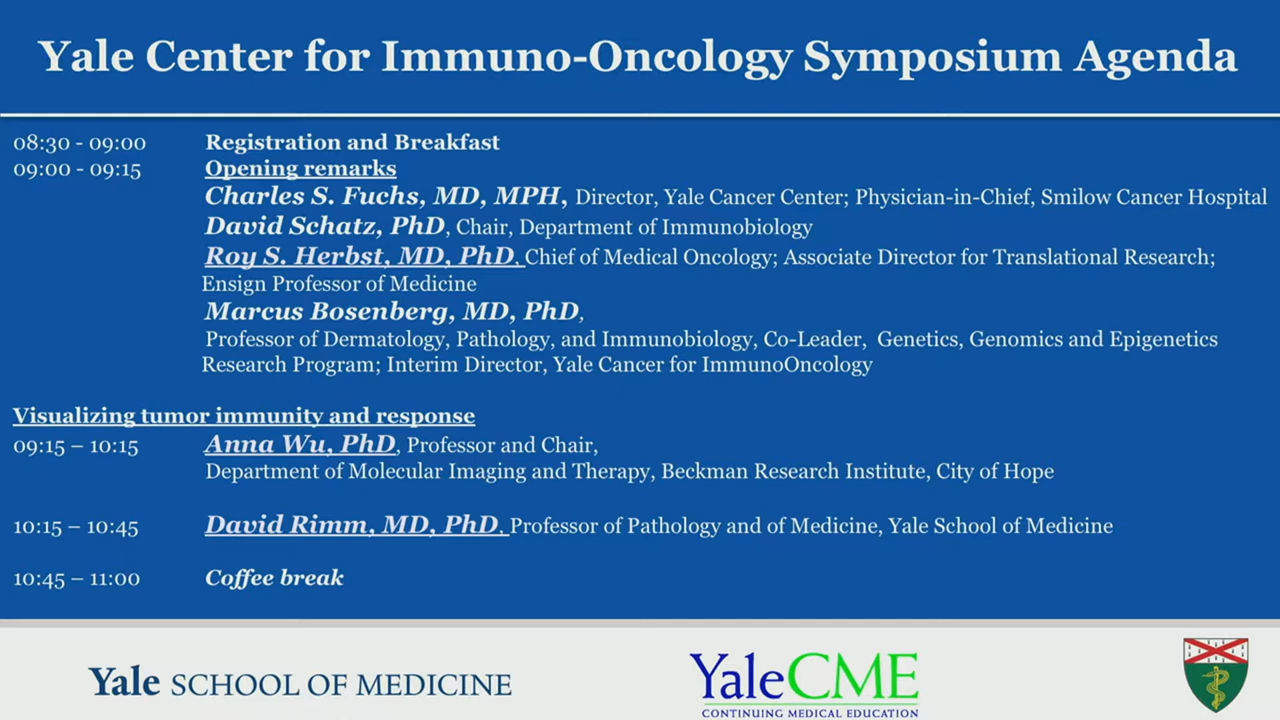 Yale Center for Immuno-Oncology Symposium Agenda
08:30 - 09:00 Registration and Breakfast
09:00 - 09:15 Opening remarks
Charles S. Fuchs, MD, MPH, Director, Yale Cancer Center; Physician-in-Chief, Smilow Cancer Hospital
David Schatz, PhD, Chair, Department of Immunobiology
Roy S. Herbst, MD, PhD, Chief of Medical Oncology; Associate Director for Translational Research;
Ensign Professor of Medicine
Marcus Bosenberg, MD, PhD,
Professor of Dermatology, Pathology, and Immunobiology, Co-Leader, Genetics, Genomics and Epigenetics
Research Program; Interim Director, Yale Cancer for ImmunoOncology
Visualizing tumor immunity and response
09:15 – 10:15 Anna Wu, PhD, Professor and Chair,
Department of Molecular Imaging and Therapy, Beckman Research Institute, City of Hope
10:15 – 10:45 David Rimm, MD, PhD, Professor of Pathology and of Medicine, Yale School of Medicine
10:45 – 11:00 Coffee break
Yale SCHOOL OF MEDICINE
YaleCME
CONTINUING MEDICAL EDUCATION